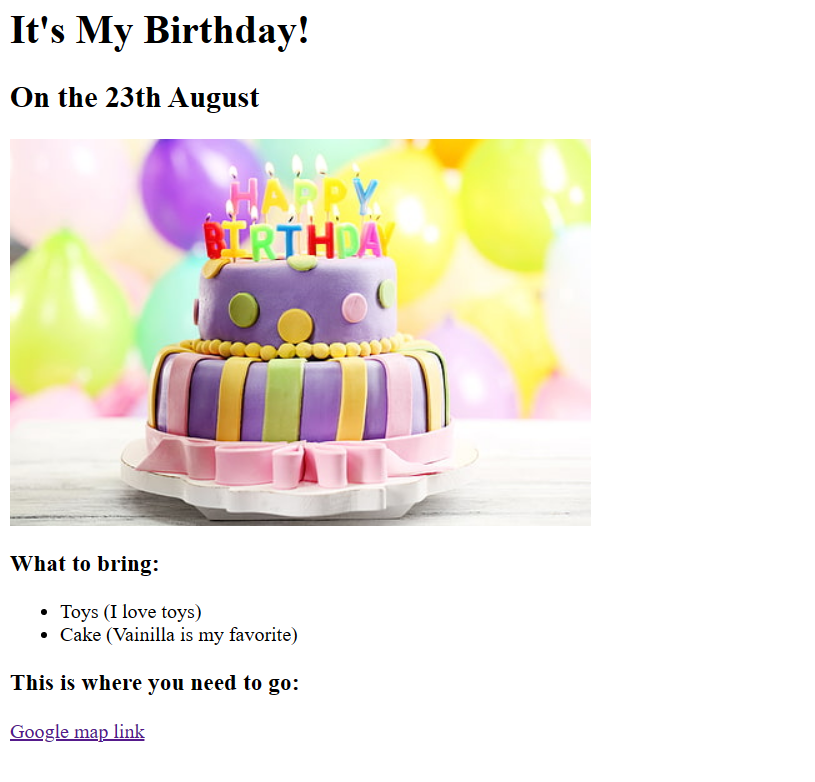 It's My Birthday!
On the 23th August
HAPPY
BIRTHDAY
What to bring:
Toys (I love toys)
Cake (Vainilla is my favorite)
This is where you need to go:
Google map link